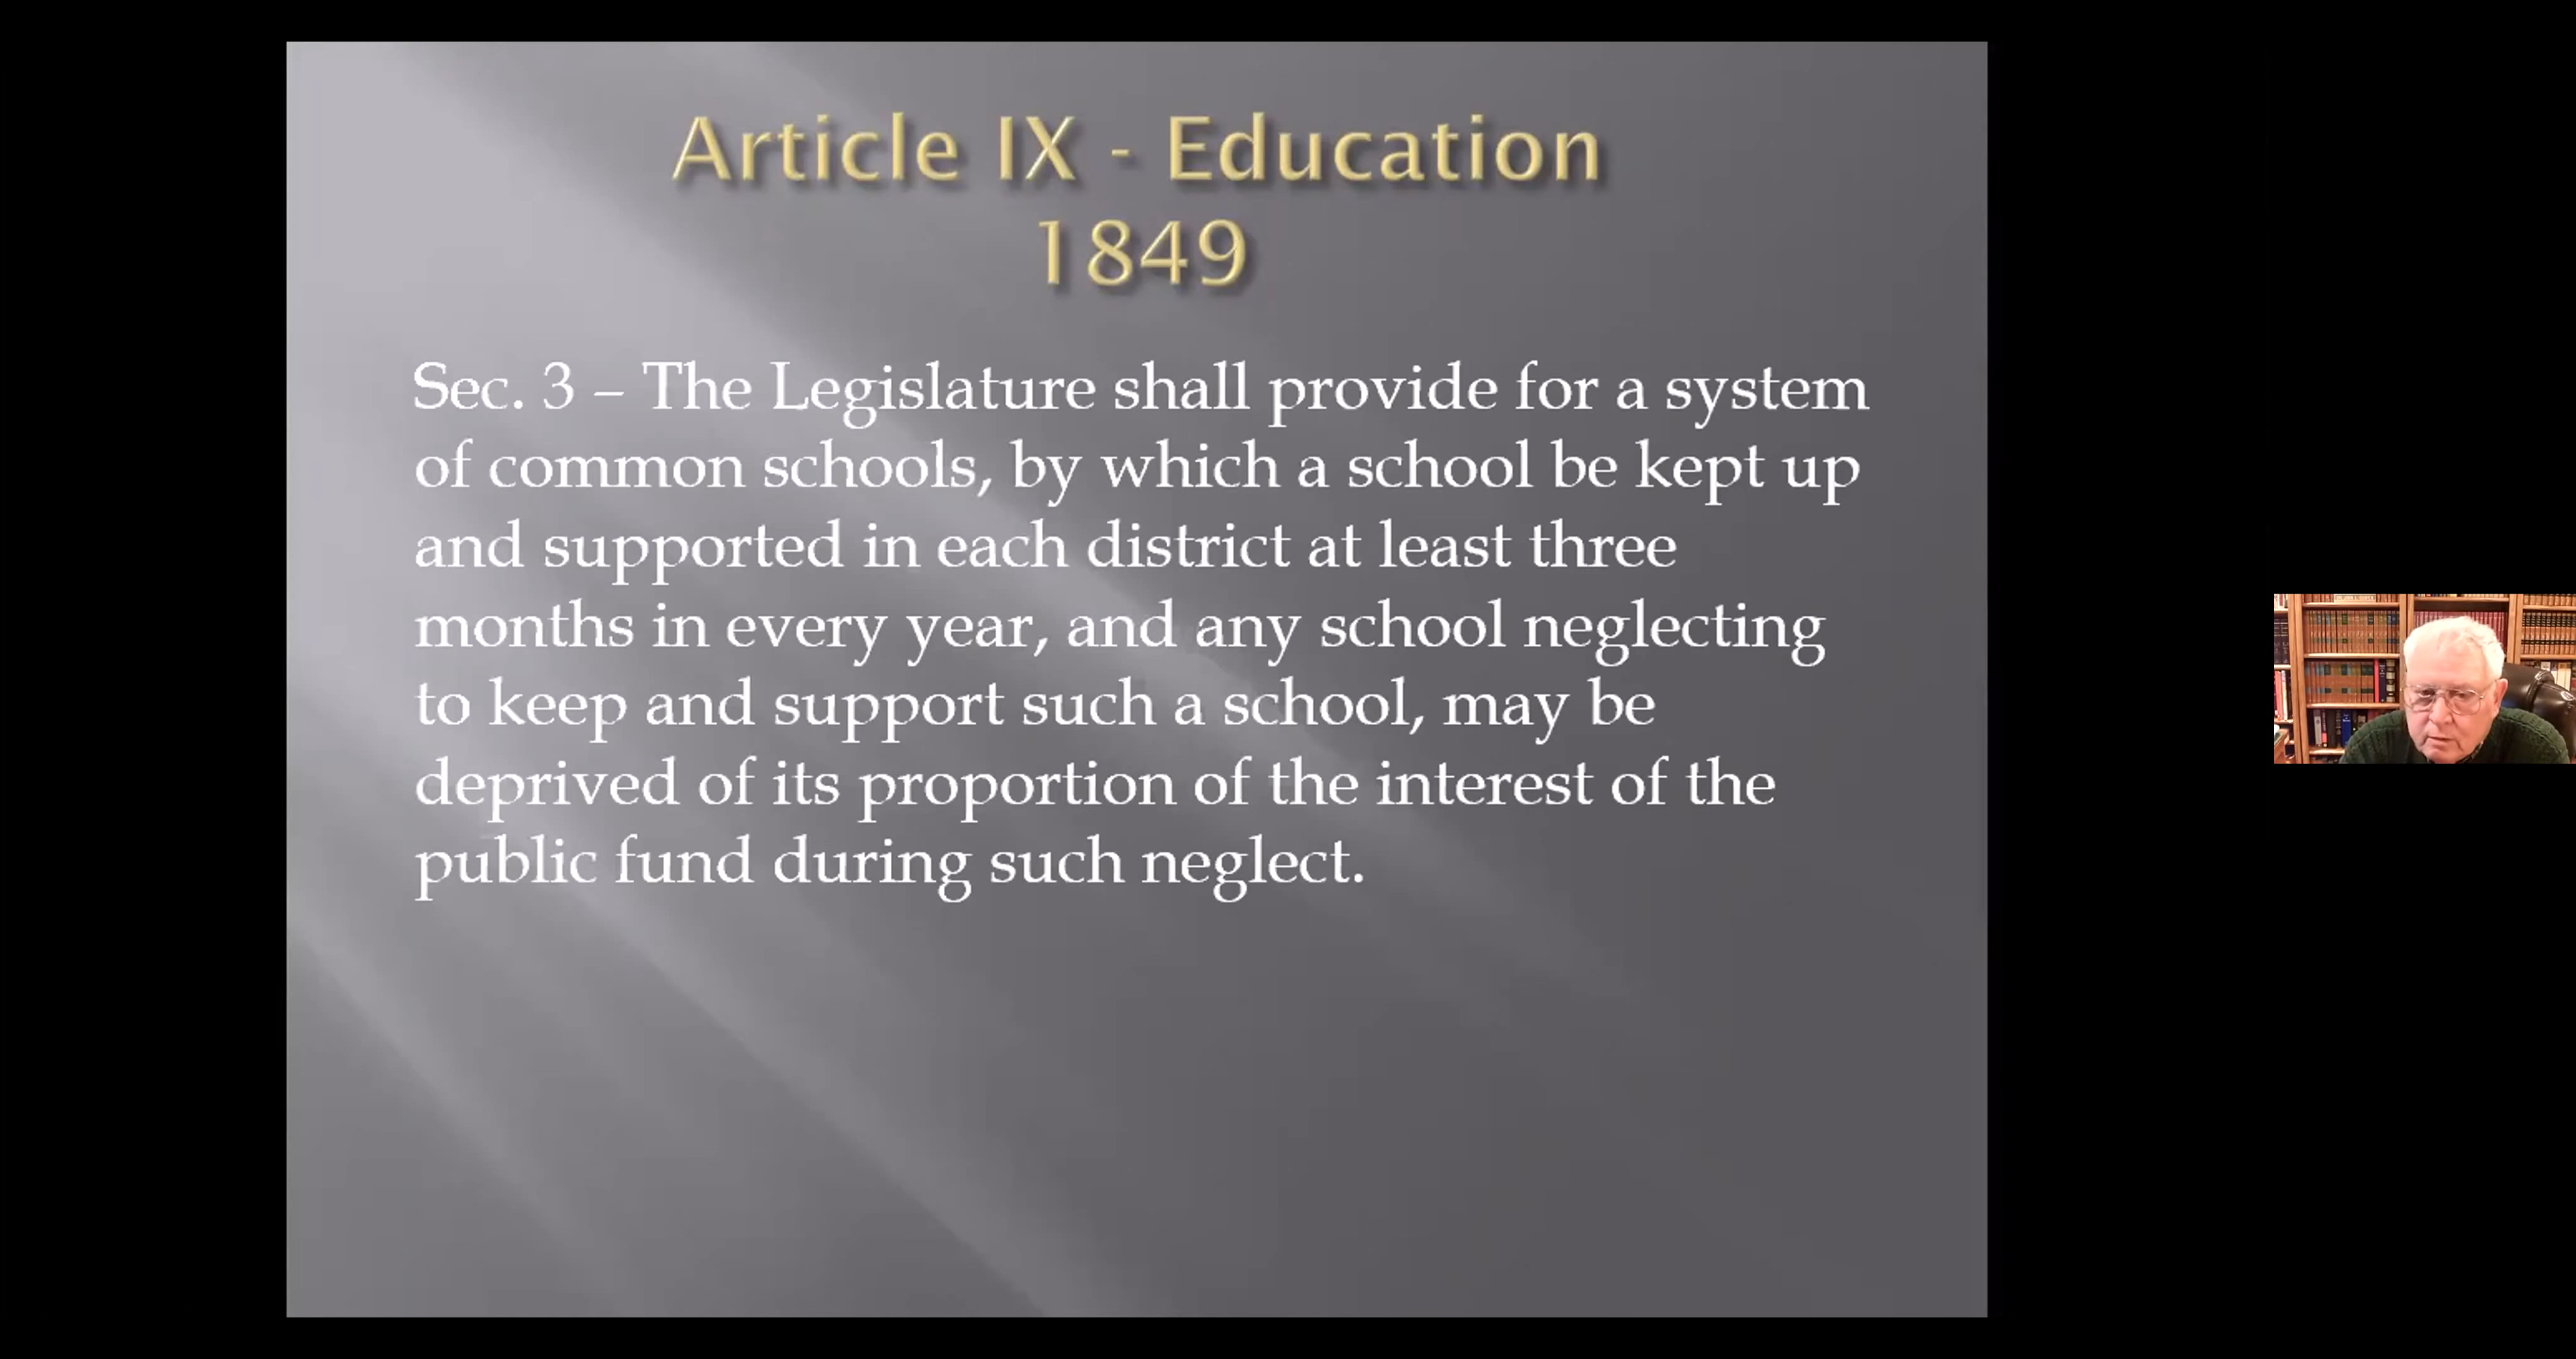 Article IX - Education
1849
Sec. 3 – The Legislature shall provide for a system
of common schools, by which a school be kept up
and supported in each district at least three
months in every year, and any school neglecting
to keep and support such a school, may be
deprived of its proportion of the interest of the
public fund during such neglect.